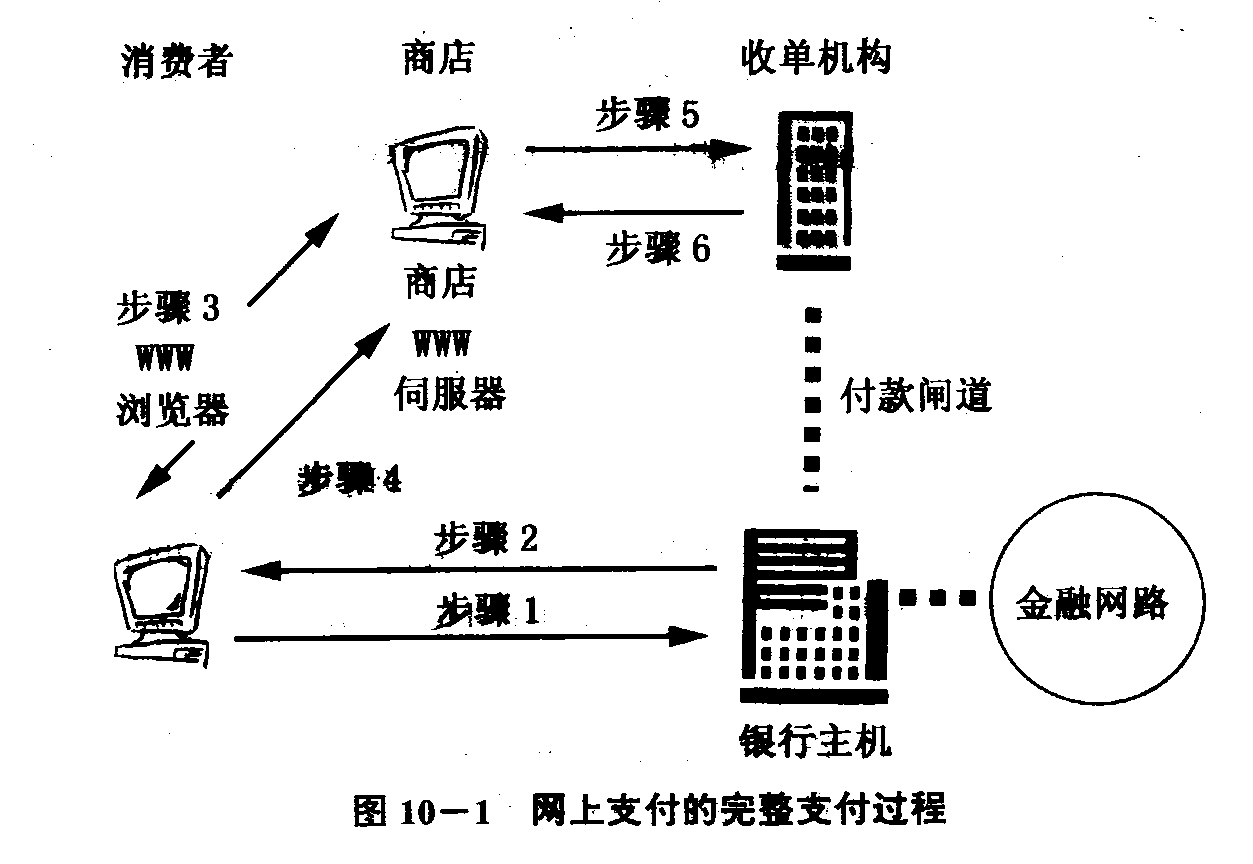 消费者
商店
收单机构
步骤 5
步骤 6
商店
WWW
伺服器
步骤 3
WWW
浏览器
付款闸道
步骤 4
步骤 2
步骤 1
金融网路
银行主机
图 10－1 网上支付的完整支付过程